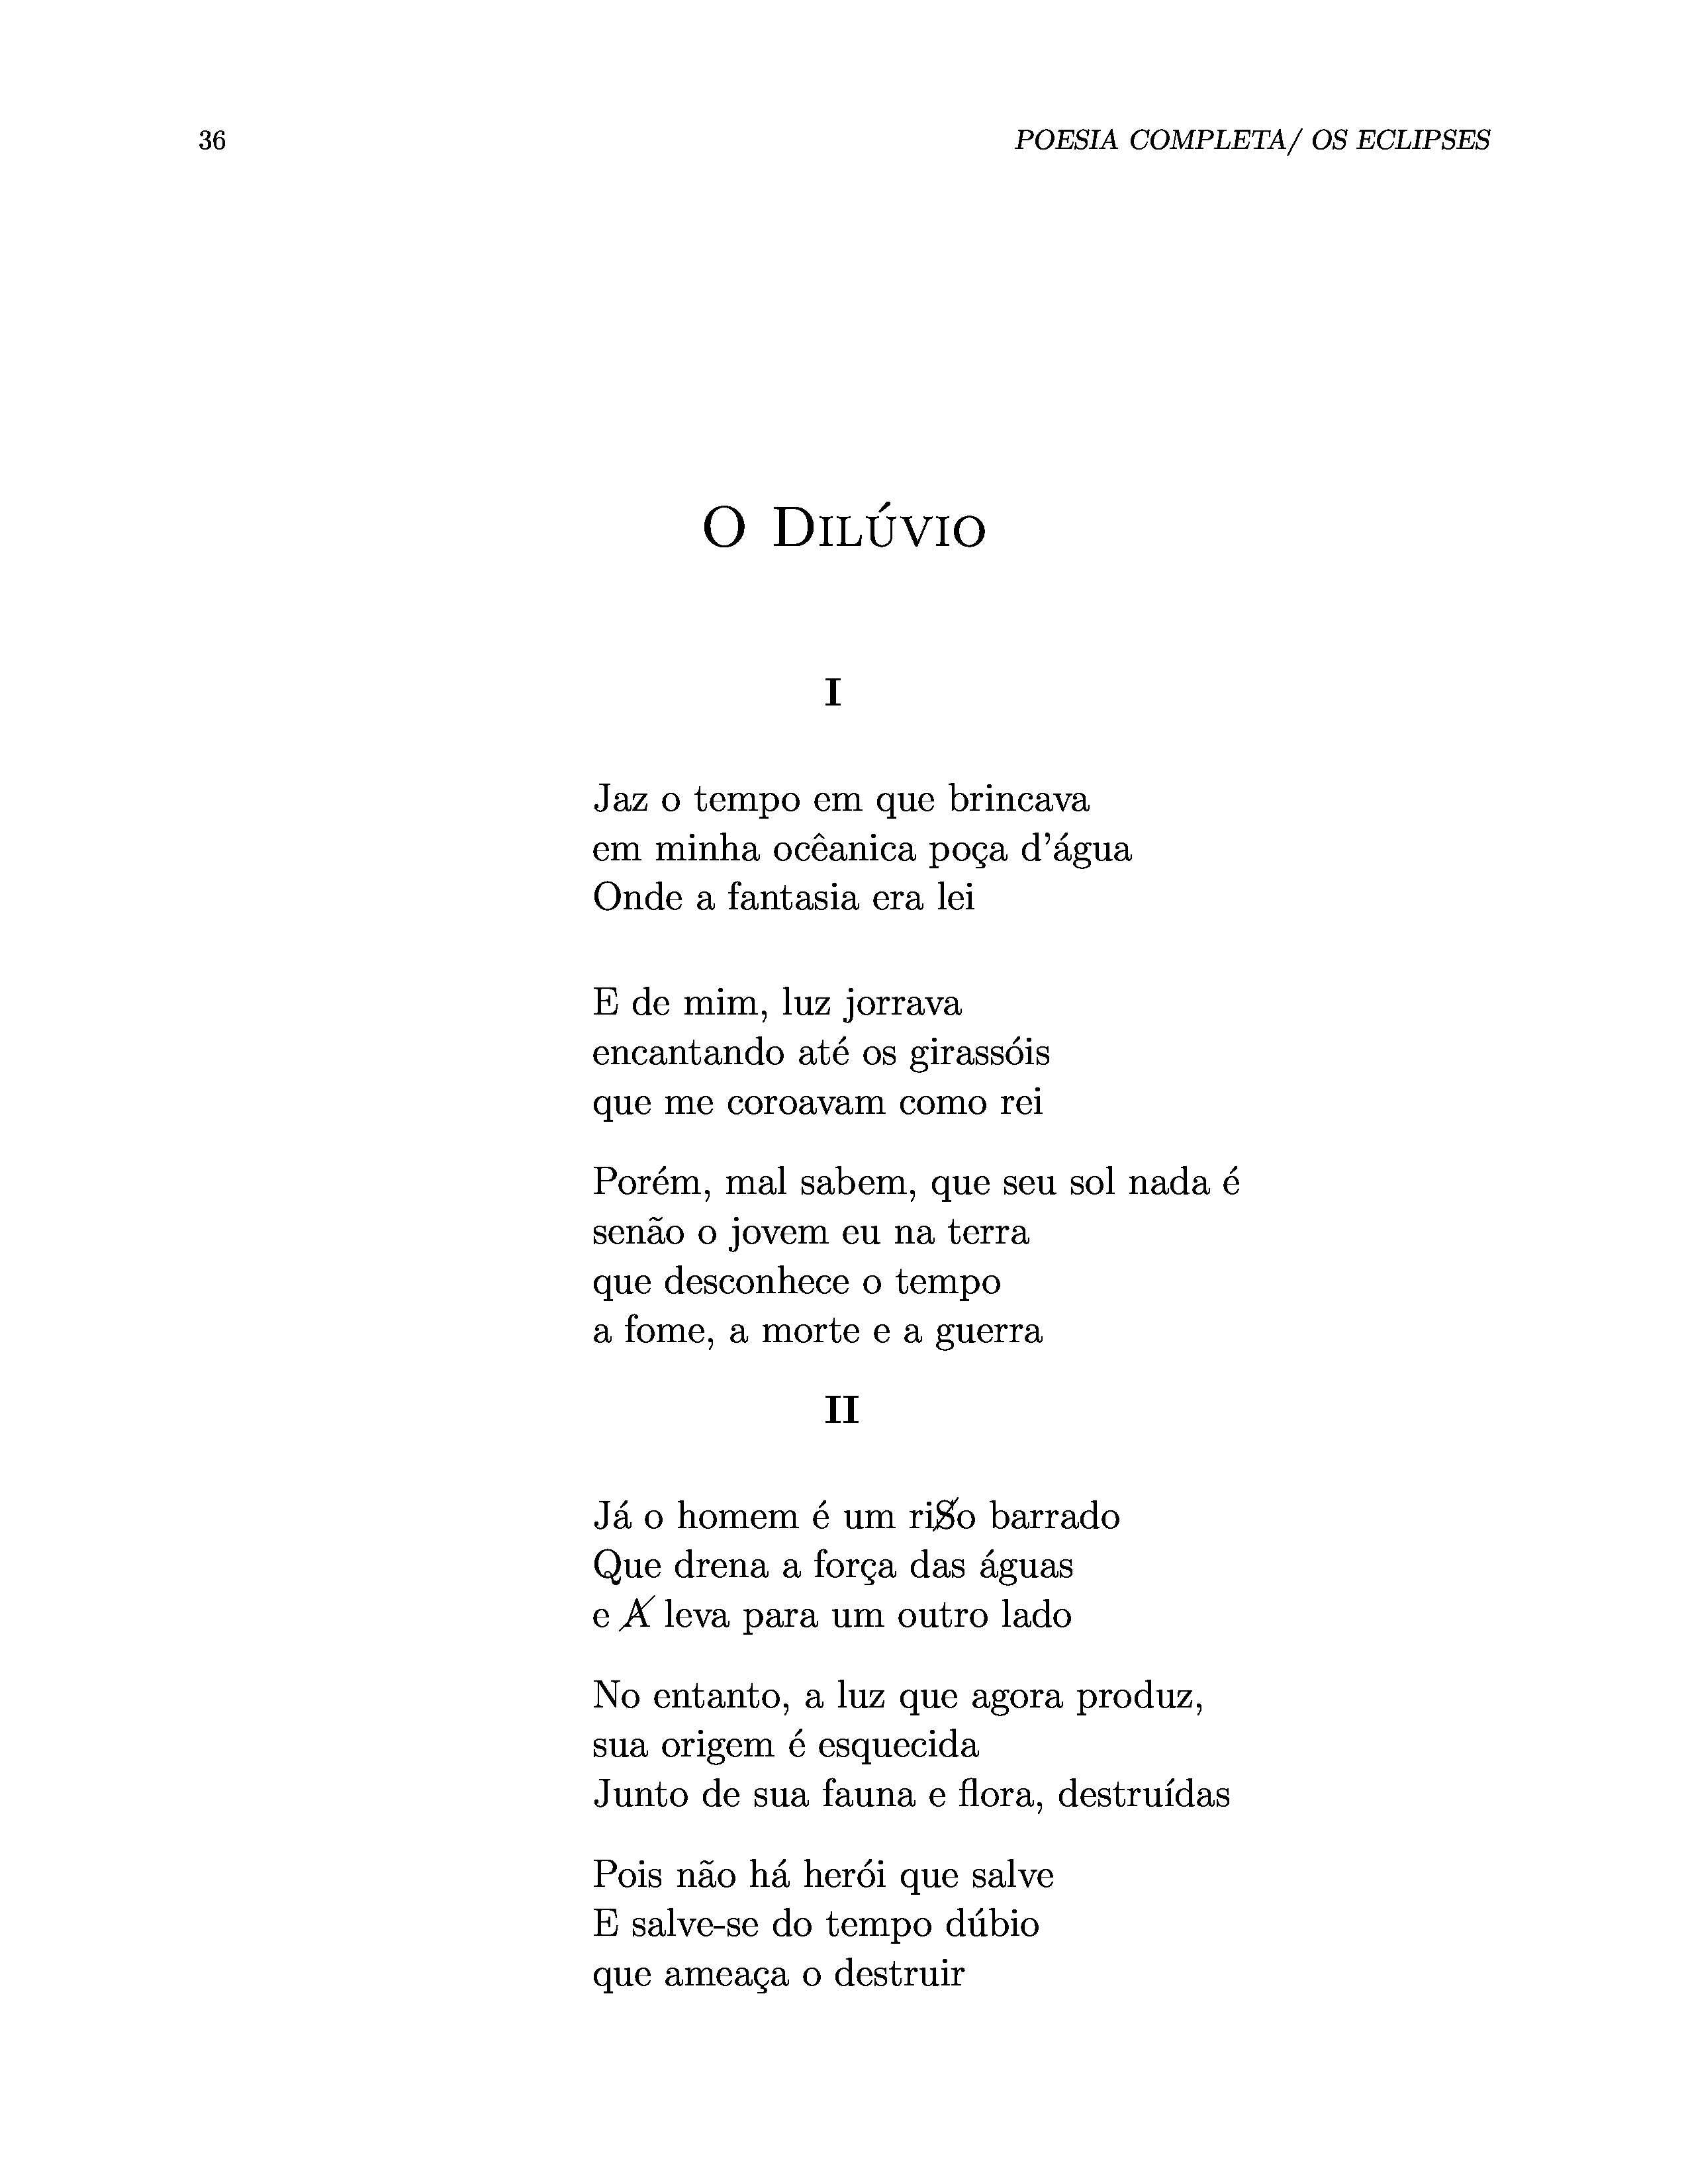 36 POESIA COMPLETA/ OS ECLIPSES
O DILÚVIO
I
Jaz o tempo em que brincava
em minha ocêanica poça d'água
Onde a fantasia era lei
E de mim, luz jorrava
encantando até os girassóis
que me coroavam como rei
Porém, mal sabem, que seu sol nada é
senão o jovem eu na terra
que desconhece o tempo
a fome, a morte e a guerra
II
Já o homem é um riS̸o barrado
Que drena a força das águas
e A̸ leva para um outro lado
No entanto, a luz que agora produz,
sua origem é esquecida
Junto de sua fauna e flora, destruídas
Pois não há herói que salve
E salve-se do tempo dúbio
que ameaça o destruir